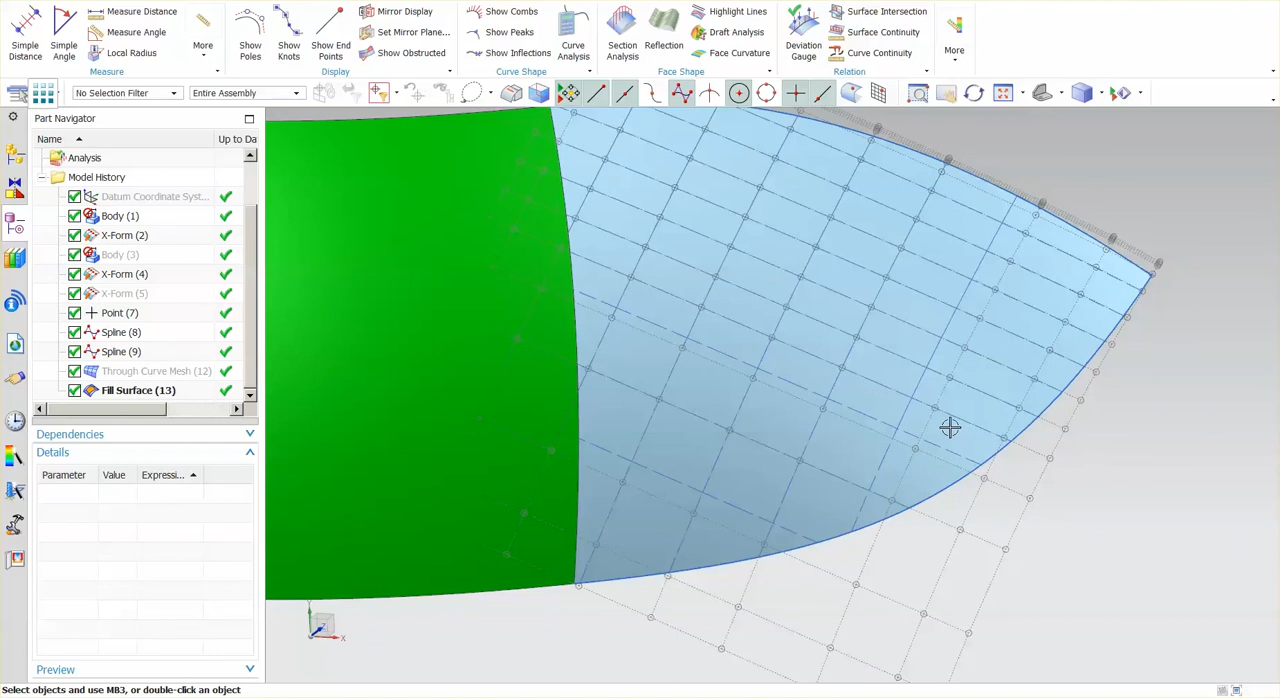 Simple Distance
Simple Angle
Measure Distance
Measure Angle
Local Radius
More
Measure
Show Poles
Show Knots
Show End Points
Mirror Display
Set Mirror Plane...
Show Obstructed
Display
Show Combs
Show Peaks
Show Inflections
Curve Analysis
Curve Shape
Section Analysis
Reflection
Highlight Lines
Draft Analysis
Face Curvature
Face Shape
Deviation Gauge
Surface Intersection
Surface Continuity
Curve Continuity
Relation
More
No Selection Filter
Entire Assembly
Part Navigator
Name
Up to Da
Analysis
Model History
Datum Coordinate Syst...
Body (1)
X-Form (2)
Body (3)
X-Form (4)
X-Form (5)
Point (7)
Spline (8)
Spline (9)
Through Curve Mesh (12)
Fill Surface (13)
Dependencies
Details
Parameter Value Expressi...
Preview
X
Select objects and use MB3, or double-click an object